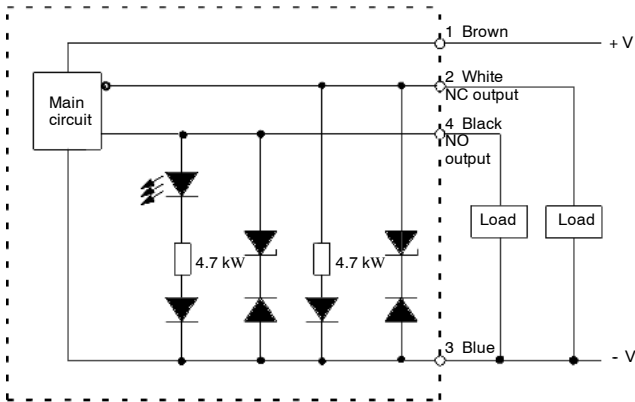 1 Brown
+ V
2 White
NC output
Main
circuit
4 Black
NO
output
Load
Load
4.7 kW
4.7 kW
3 Blue
- V